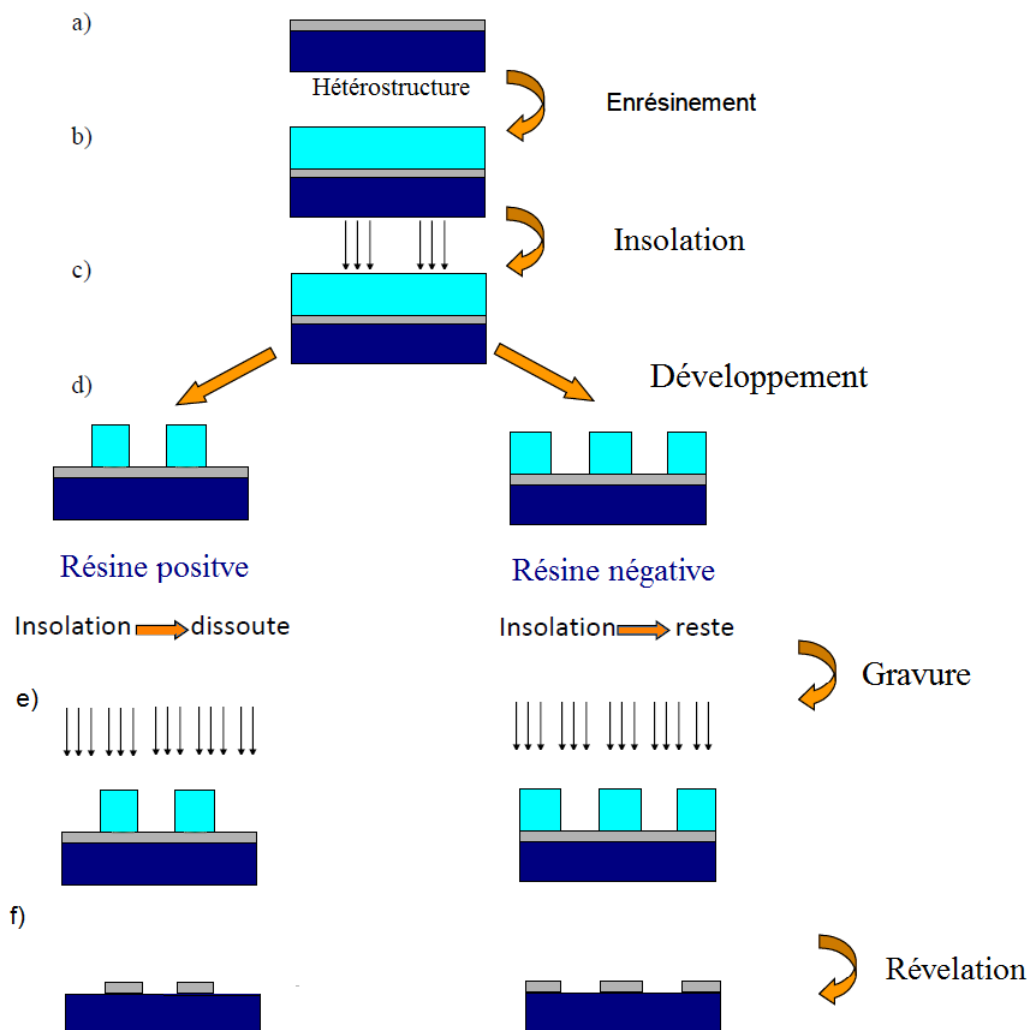 a)
Hétérostructure
Enrésinement
b)
Insolation
c)
Développement
d)
Résine positve
Résine négative
Insolation dissoute
Insolation reste
Gravure
e)
f)
Révelation